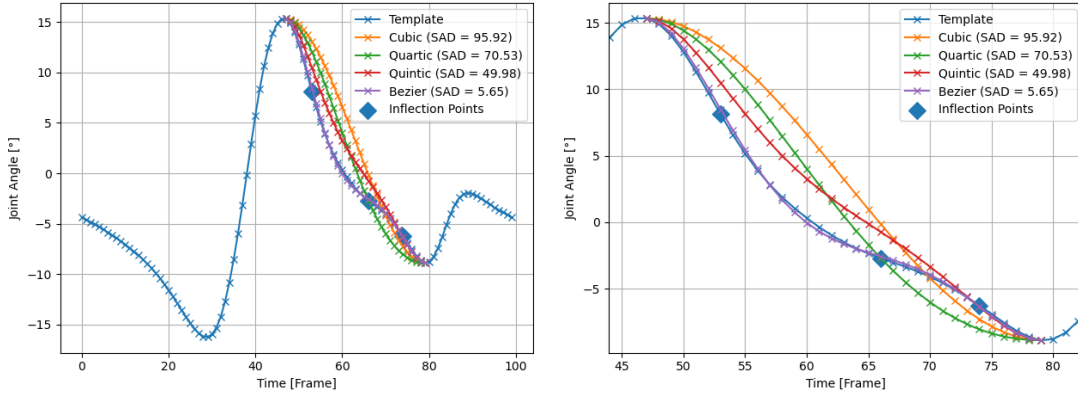 15
10
5
0
−5
−10
−15
Joint Angle [°]
0
20
40
60
80
100
Time [Frame]
Template
Cubic (SAD = 95.92)
Quartic (SAD = 70.53)
Quintic (SAD = 49.98)
Bezier (SAD = 5.65)
Inflection Points
15
10
5
0
−5
Joint Angle [°]
45
50
55
60
65
70
75
80
Time [Frame]
Template
Cubic (SAD = 95.92)
Quartic (SAD = 70.53)
Quintic (SAD = 49.98)
Bezier (SAD = 5.65)
Inflection Points